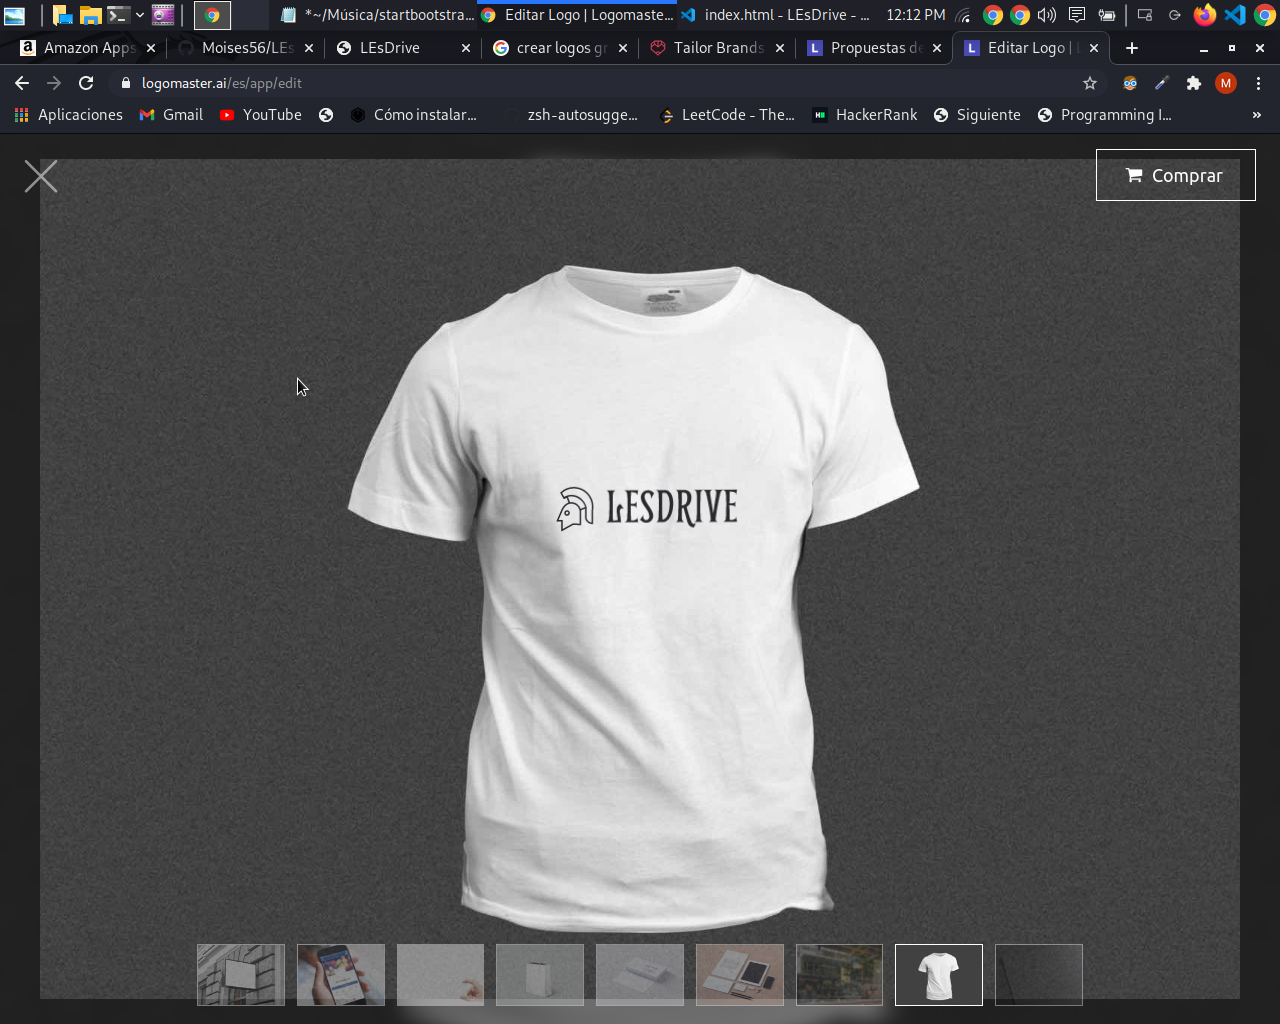 *~/Música/startbootstra...
Editar Logo | Logomaste...
index.html - LEsDrive - ...
12:12 PM
Amazon Apps
Moises56/LEs
LEsDrive
crear logos gr
Tailor Brands
Propuestas de
Editar Logo |
logomaster.ai/es/app/edit
M
Aplicaciones
Gmail
YouTube
Cómo instalar...
zsh-autosugge...
LeetCode - The...
HackerRank
Siguiente
Programming I...
»
Comprar
LESDRIVE